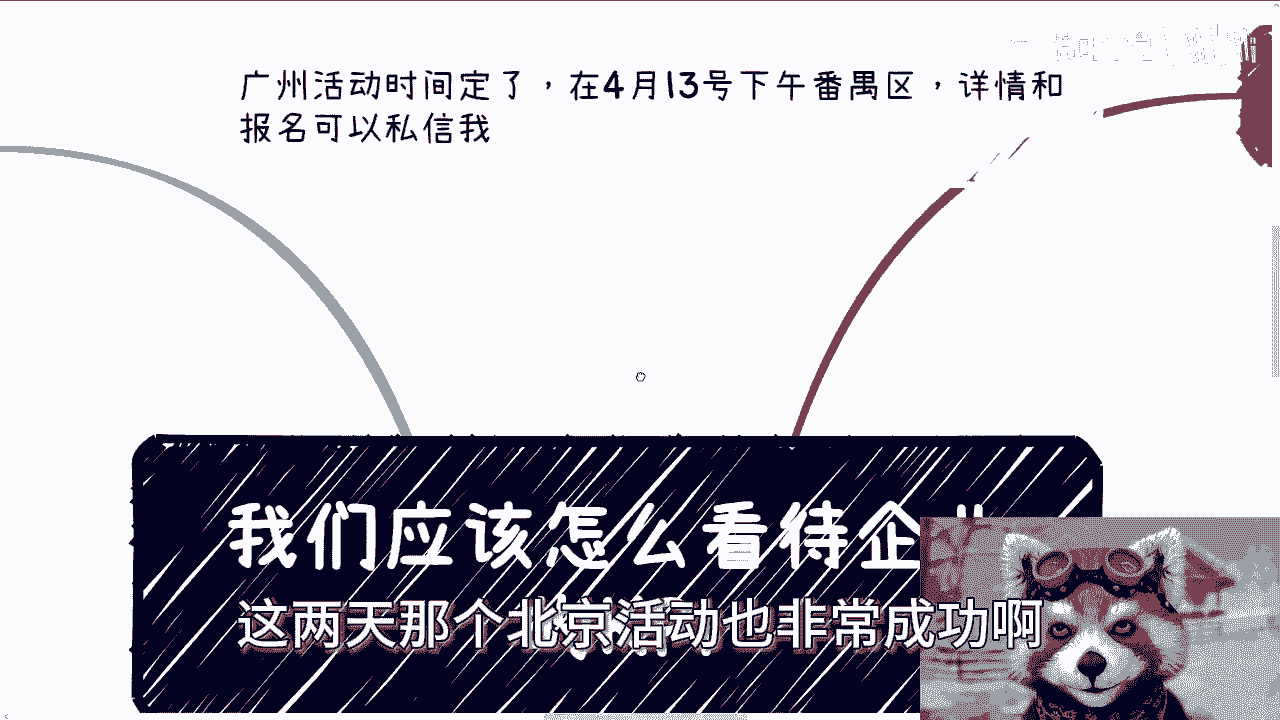 广州活动时间定了，在4月13号下午番禺区，详情和
报名可以私信我
我们应该怎么看待企业
这两天那个北京活动也非常成功啊